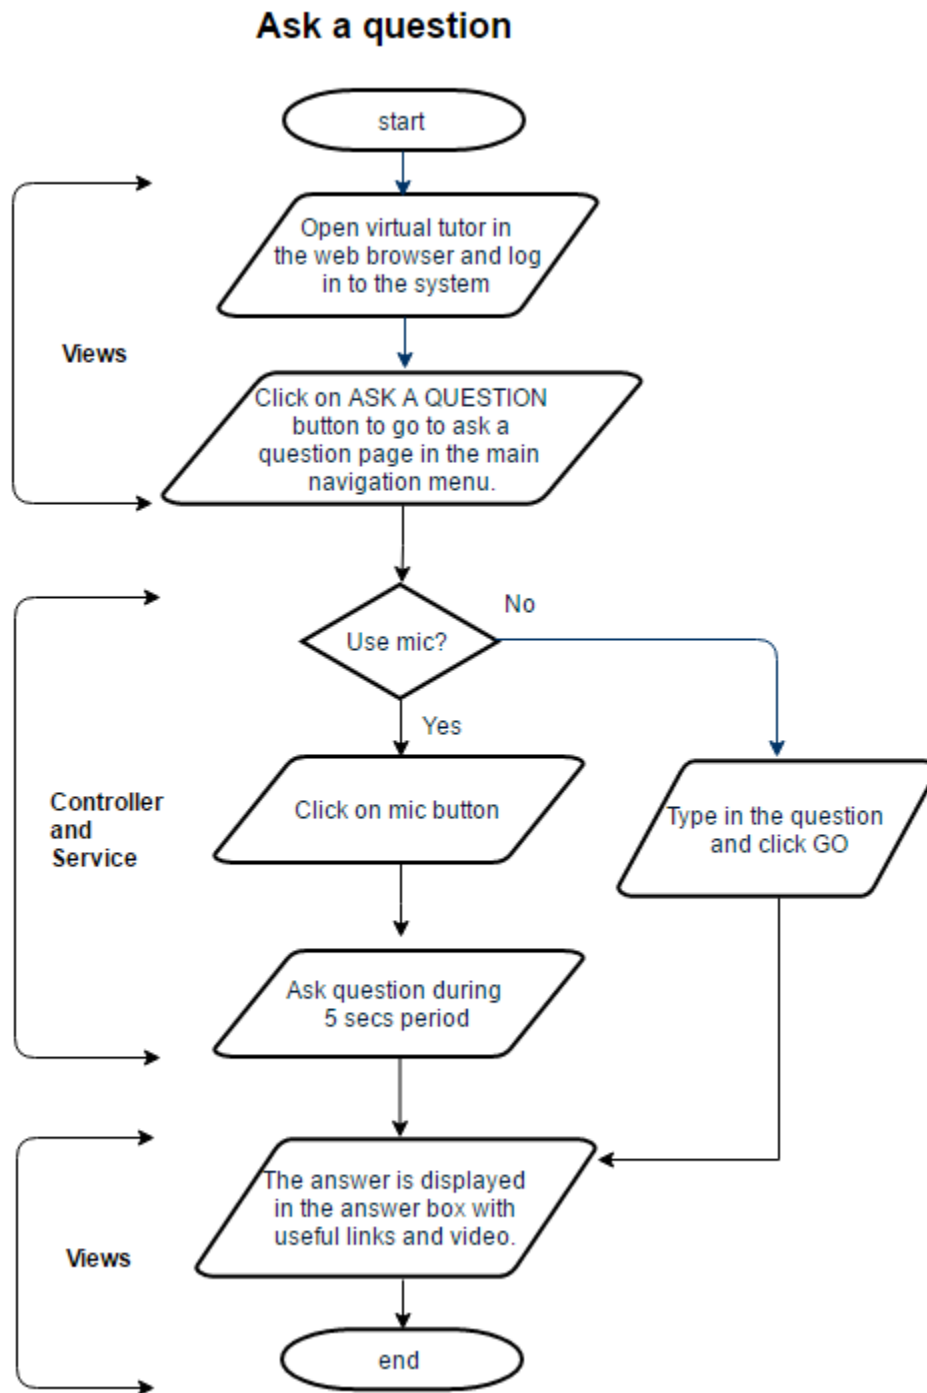 Ask a question
start
Open virtual tutor in
the web browser and log
in to the system
Views
Click on ASK A QUESTION
button to go to ask a
question page in the main
navigation menu.
No
Use mic?
Yes
Controller
and
Service
Click on mic button
Type in the question
and click GO
Ask question during
5 secs period
The answer is displayed
in the answer box with
useful links and video.
Views
end